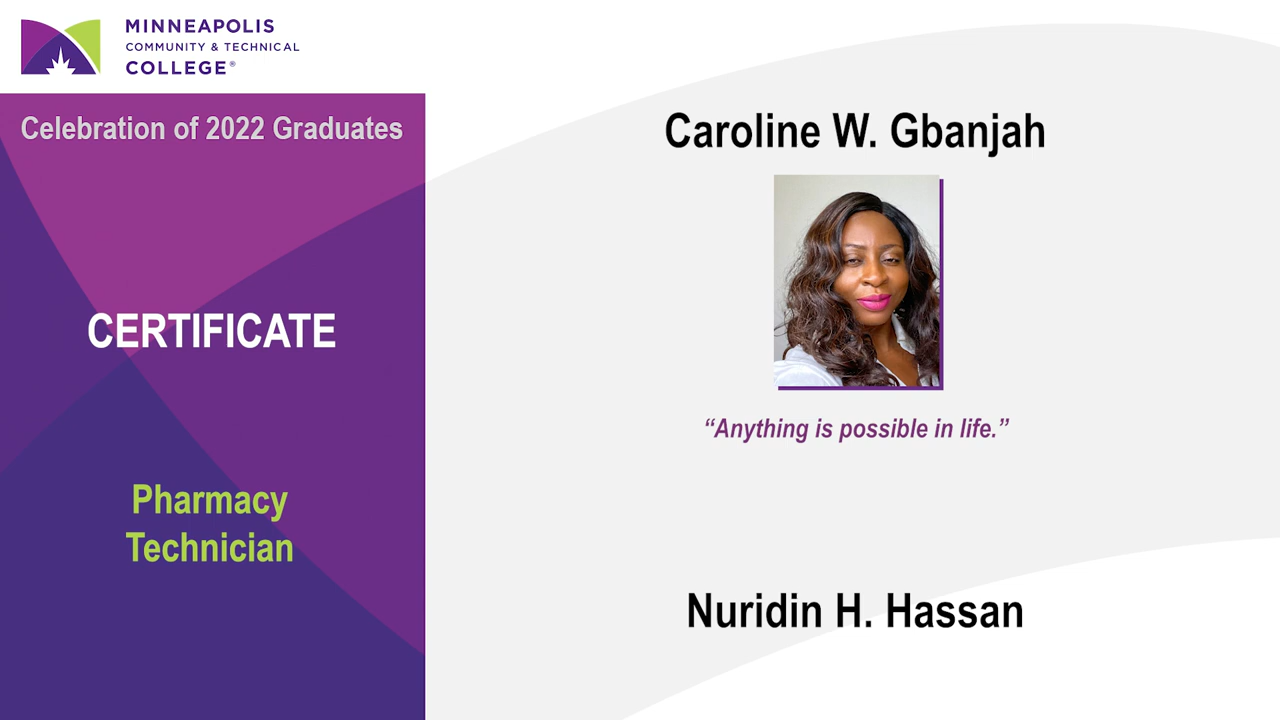 MINNEAPOLIS
COMMUNITY & TECHNICAL
COLLEGE®
Celebration of 2022 Graduates
CERTIFICATE
Pharmacy
Technician
Caroline W. Gbanjah
“Anything is possible in life.”
Nuridin H. Hassan